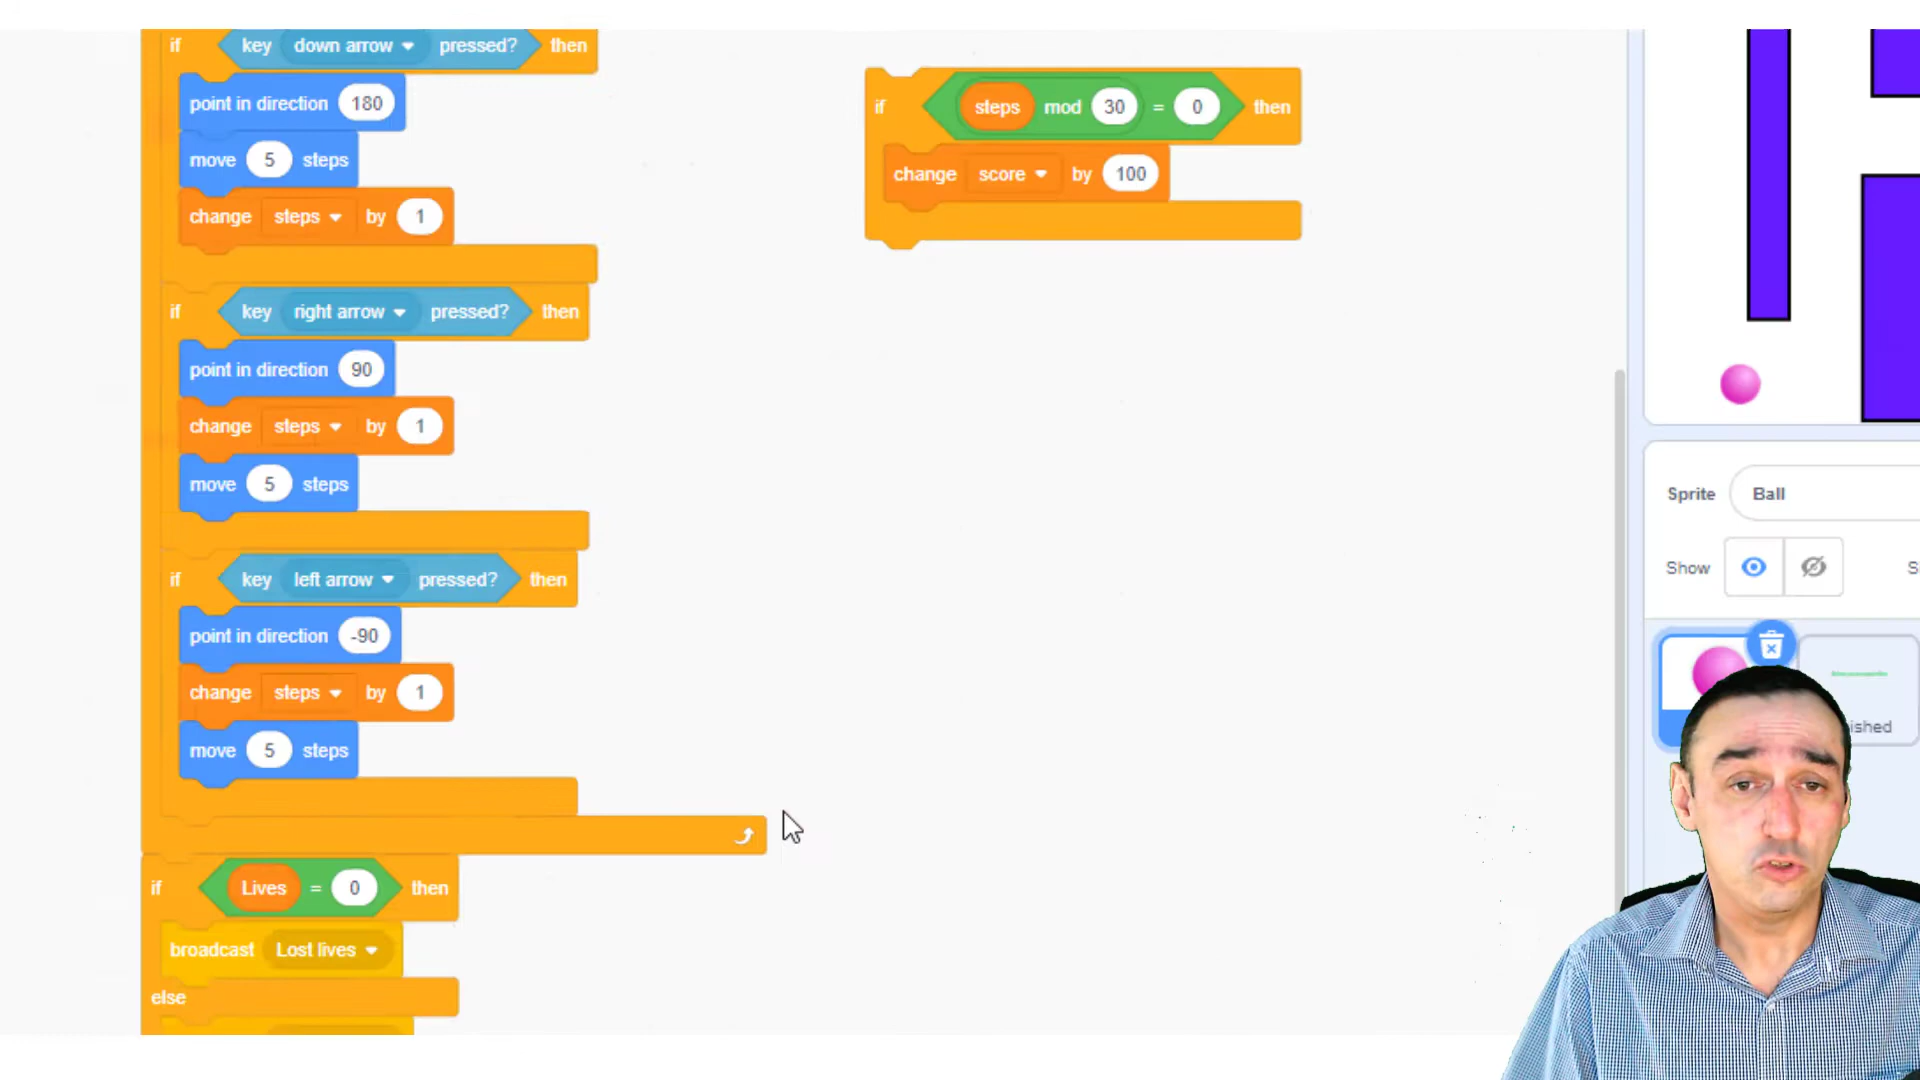 if key down arrow pressed? then
point in direction 180
move 5 steps
change steps by 1
if key right arrow pressed? then
point in direction 90
change steps by 1
move 5 steps
if key left arrow pressed? then
point in direction -90
change steps by 1
move 5 steps
if Lives = 0 then
broadcast Lost lives
else
if steps mod 30 = 0 then
change score by 100
Sprite Ball
Show
ished